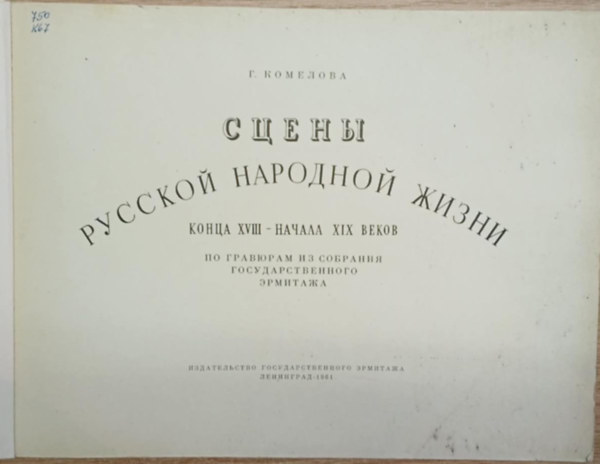 750
К67
Г. КОМЕЛОВА
СЦЕНЫ
РУССКОЙ НАРОДНОЙ ЖИЗНИ
КОНЦА XVIII - НАЧАЛА XIX ВЕКОВ
ПО ГРАВЮРАМ ИЗ СОБРАНИЯ
ГОСУДАРСТВЕННОГО
ЭРМИТАЖА
ИЗДАТЕЛЬСТВО ГОСУДАРСТВЕННОГО ЭРМИТАЖА
ЛЕНИНГРАД-1961